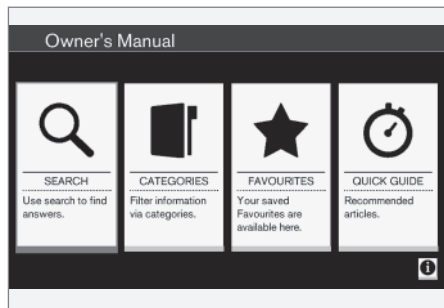 Owner's Manual
SEARCH
Use search to find
answers.
CATEGORIES
Filter information
via categories.
FAVOURITES
Your saved
Favourites are
available here.
QUICK GUIDE
Recommended
articles.
i